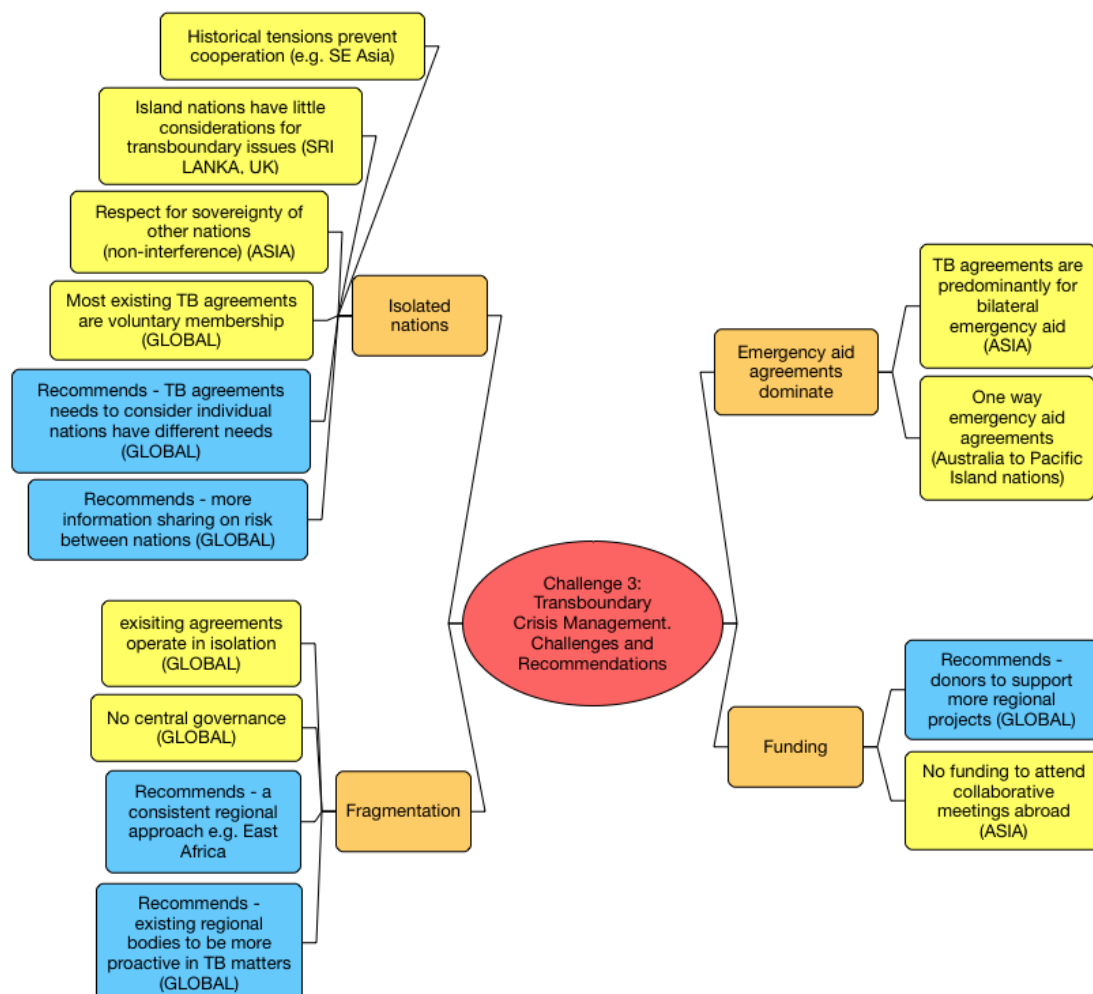 Historical tensions prevent
cooperation (e.g. SE Asia)
Island nations have little
considerations for
transboundary issues (SRI
LANKA, UK)
Respect for sovereignty of
other nations
(non-interference) (ASIA)
Most existing TB agreements
are voluntary membership
(GLOBAL)
Recommends - TB agreements
needs to consider individual
nations have different needs
(GLOBAL)
Recommends - more
information sharing on risk
between nations (GLOBAL)
Isolated
nations
exisiting agreements
operate in isolation
(GLOBAL)
No central governance
(GLOBAL)
Recommends - a
consistent regional
approach e.g. East
Africa
Recommends -
existing regional
bodies to be more
proactive in TB matters
(GLOBAL)
Fragmentation
Challenge 3:
Transboundary
Crisis Management.
Challenges and
Recommendations
Emergency aid
agreements
dominate
TB agreements are
predominantly for
bilateral
emergency aid
(ASIA)
One way
emergency aid
agreements
(Australia to Pacific
Island nations)
Funding
Recommends -
donors to support
more regional
projects (GLOBAL)
No funding to attend
collaborative
meetings abroad
(ASIA)